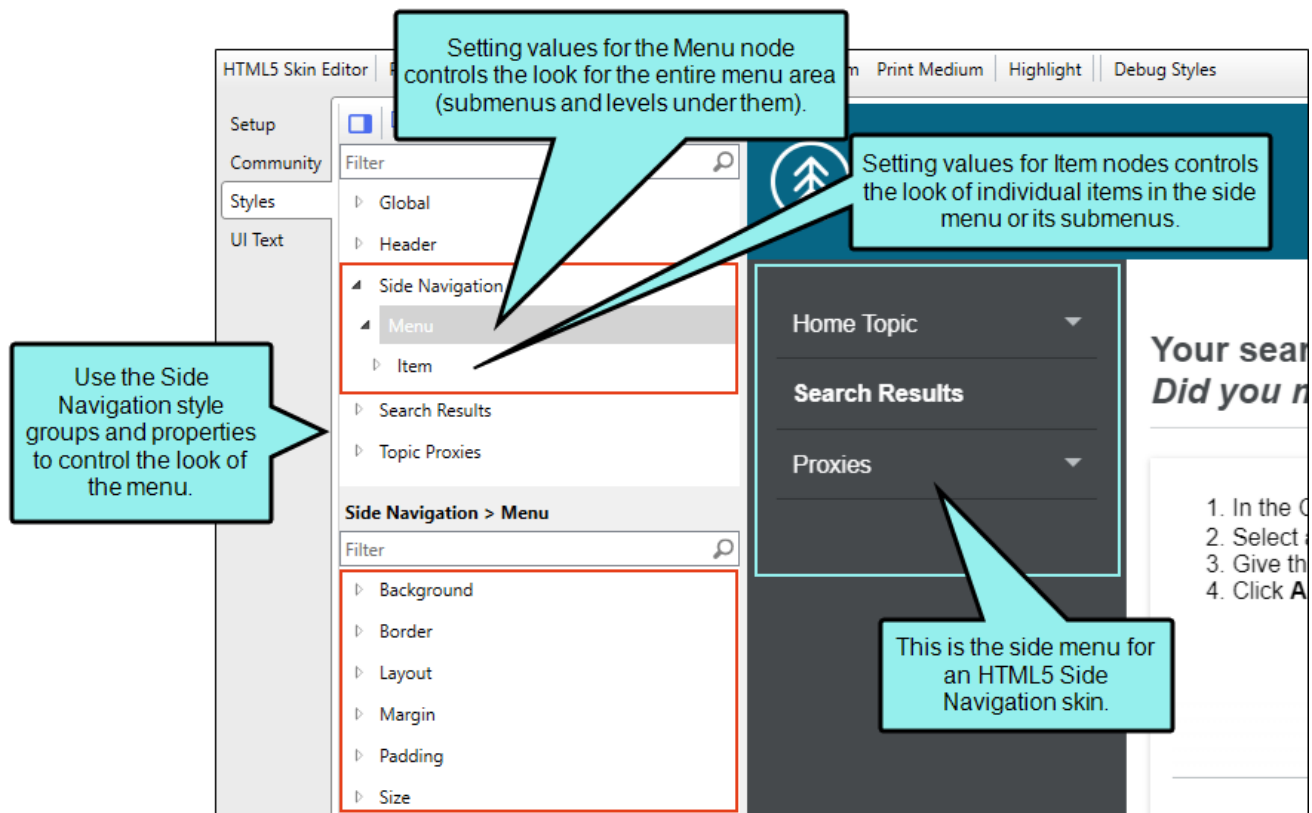 Setting values for the Menu node
controls the look for the entire menu area
(submenus and levels under them).
HTML5 Skin Editor
Print Medium
Highlight
Debug Styles
Setup
Community
Styles
UI Text
Filter
Global
Header
Side Navigation
Menu
Item
Search Results
Topic Proxies
Setting values for Item nodes controls
the look of individual items in the side
menu or its submenus.
Use the Side
Navigation style
groups and properties
to control the look of
the menu.
Side Navigation > Menu
Filter
Background
Border
Layout
Margin
Padding
Size
Home Topic
Search Results
Proxies
This is the side menu for
an HTML5 Side
Navigation skin.
Your
Did you
1. In the
2. Select
3. Give
4. Click